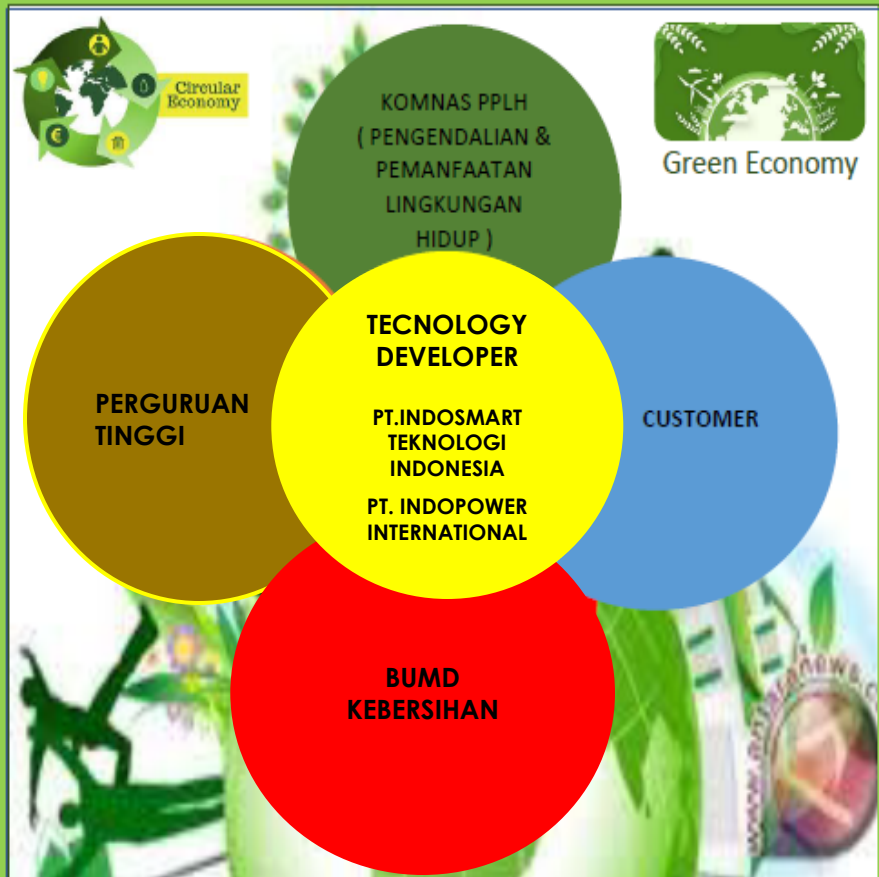 Circular
Economy
Green Economy
KOMNAS PPLH
( PENGENDALIAN &
PEMANFAATAN
LINGKUNGAN
HIDUP )
TECNOLOGY
DEVELOPER
PT.INDOSMART
TEKNOLOGI
INDONESIA
PT. INDOPOWER
INTERNATIONAL
PERGURUAN
TINGGI
CUSTOMER
BUMD
KEBERSIHAN